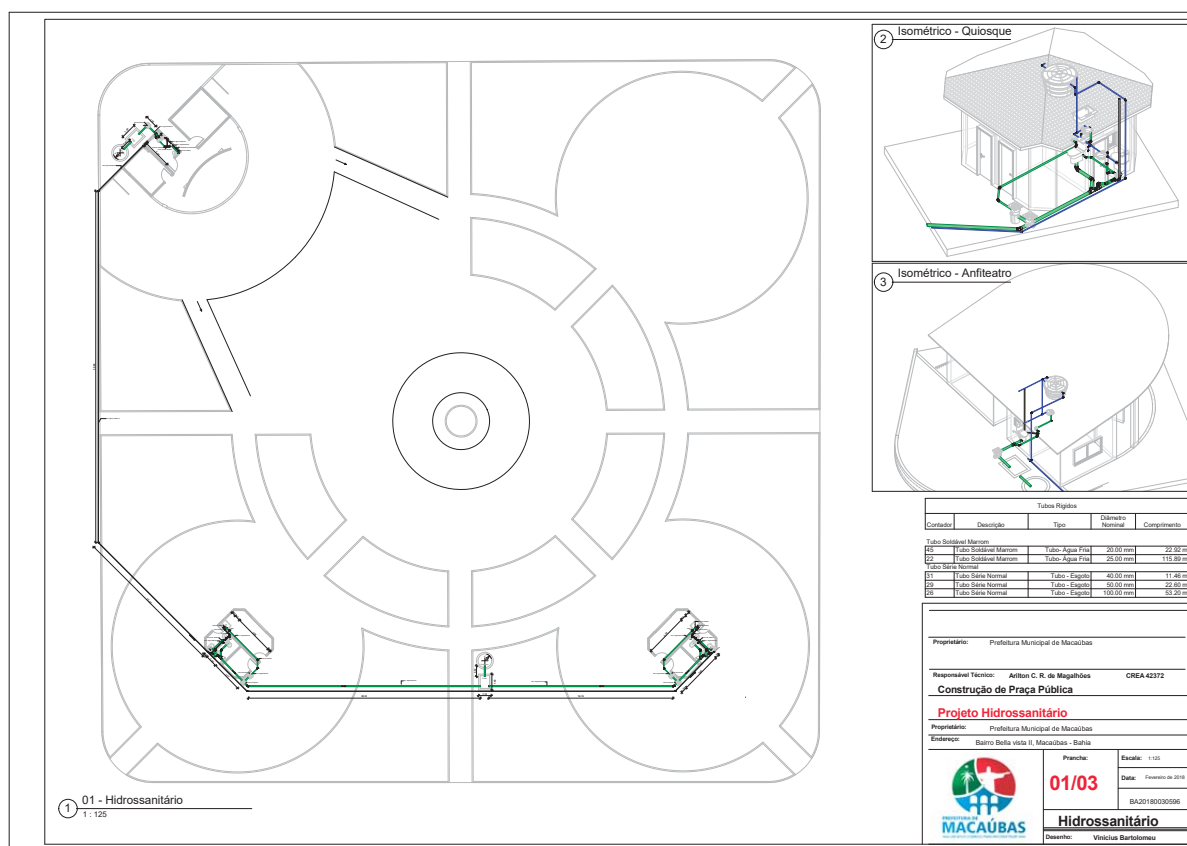 2 Isométrico - Quiosque
3 Isométrico - Anfiteatro
1 01 - Hidrossanitário
1 : 125
Tubos Rígidos
Contador Descrição Tipo Diâmetro Nominal Comprimento
Tubo Soldável Marrom
45 Tubo Soldável Marrom Tubo- Água Fria 20.00 mm 22.92 m
22 Tubo Soldável Marrom Tubo- Água Fria 25.00 mm 115.89 m
Tubo Série Normal
31 Tubo Série Normal Tubo - Esgoto 40.00 mm 11.46 m
29 Tubo Série Normal Tubo - Esgoto 50.00 mm 22.60 m
26 Tubo Série Normal Tubo - Esgoto 100.00 mm 53.20 m
Proprietário: Prefeitura Municipal de Macaúbas
Responsável Técnico: Arilton C. R. de Magalhões CREA 42372
Construção de Praça Pública
Projeto Hidrossanitário
Proprietário: Prefeitura Municipal de Macaúbas
Endereço: Bairro Bella vista II, Macaúbas - Bahia
Prancha: 01/03
Escala: 1:125
Data: Fevereiro de 2018
BA20180030596
PREFEITURA DE
MACAÚBAS
Hidrossanitário
Desenho: Vinicius Bartolomeu